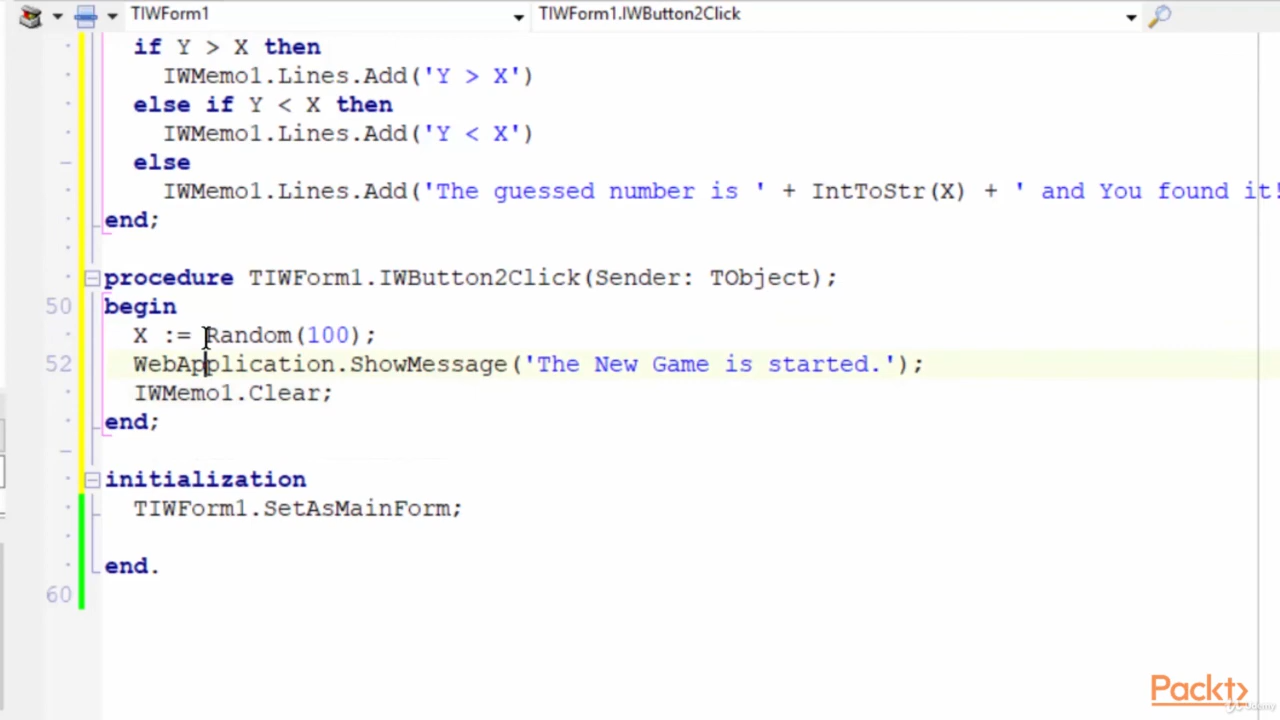 TIWForm1 TIWForm1.IWButton2Click
if Y > X then
IWMemo1.Lines.Add('Y > X')
else if Y < X then
IWMemo1.Lines.Add('Y < X')
else
IWMemo1.Lines.Add('The guessed number is ' + IntToStr(X) + ' and You found it!
end;
procedure TIWForm1.IWButton2Click(Sender: TObject);
50 begin
X := Random(100);
52 WebApplication.ShowMessage('The New Game is started.');
IWMemo1.Clear;
end;
initialization
TIWForm1.SetAsMainForm;
end.
60
Packt
Udemy